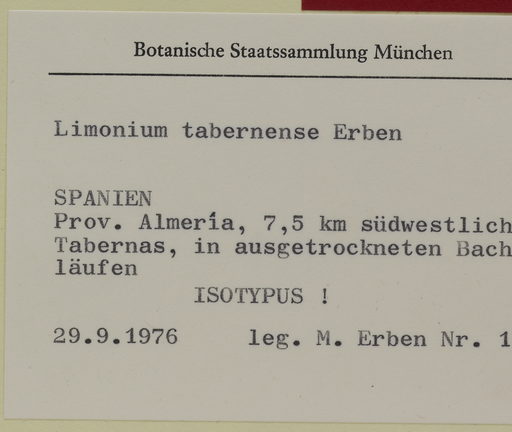 Botanische Staatssammlung München
Limonium tabernense Erben
SPANIEN
Prov. Almería, 7,5 km südwestlich
Tabernas, in ausgetrockneten Bach
läufen
ISOTYPUS !
29.9.1976 leg. M. Erben Nr. 1